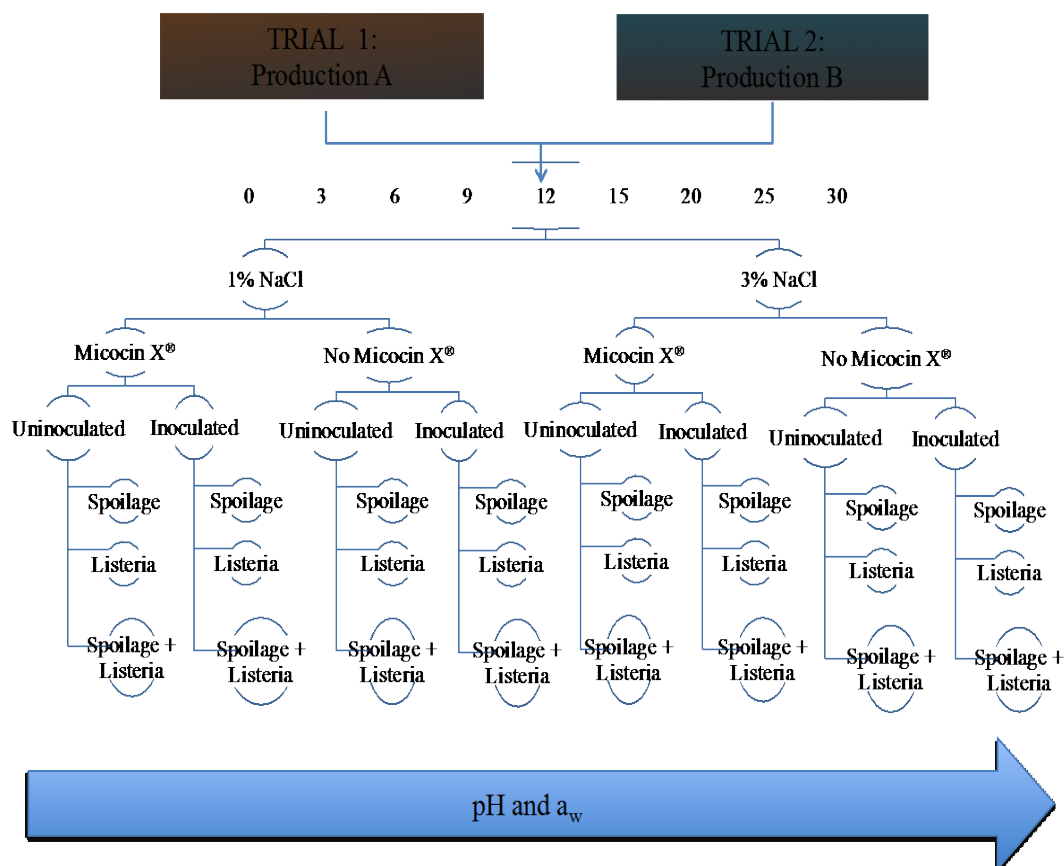 TRIAL 1:
Production A
TRIAL 2:
Production B
0 3 6 9 12 15 20 25 30
1% NaCl
3% NaCl
Micocin X®
No Micocin X®
Micocin X®
No Micocin X®
Uninoculated
Inoculated
Uninoculated
Inoculated
Uninoculated
Inoculated
Uninoculated
Inoculated
Spoilage
Spoilage
Spoilage
Spoilage
Spoilage
Spoilage
Spoilage
Spoilage
Listeria
Listeria
Listeria
Listeria
Listeria
Listeria
Listeria
Listeria
Spoilage +
Listeria
Spoilage +
Listeria
Spoilage +
Listeria
Spoilage +
Listeria
Spoilage +
Listeria
Spoilage +
Listeria
Spoilage +
Listeria
Spoilage +
Listeria
pH and aw